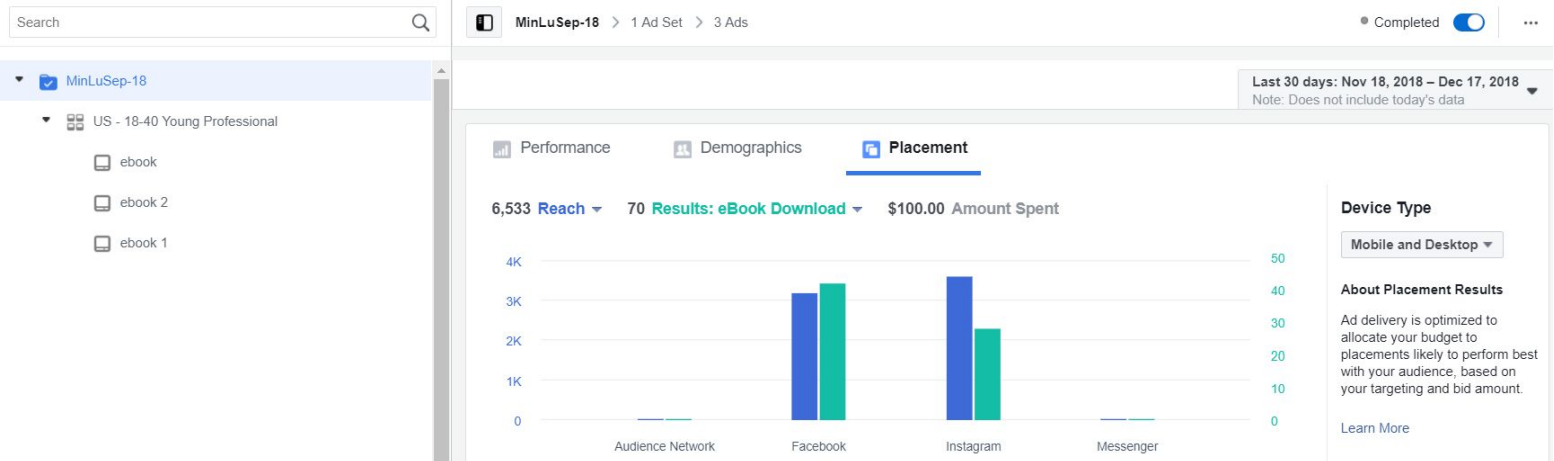 Search
MinLuSep-18
US - 18-40 Young Professional
ebook
ebook 2
ebook 1
MinLuSep-18 > 1 Ad Set > 3 Ads
Completed
Last 30 days: Nov 18, 2018 – Dec 17, 2018
Note: Does not include today's data
Performance Demographics Placement
6,533 Reach 70 Results: eBook Download $100.00 Amount Spent
4K
3K
2K
1K
0
50
40
30
20
10
0
Audience Network Facebook Instagram Messenger
Device Type
Mobile and Desktop
About Placement Results
Ad delivery is optimized to
allocate your budget to
placements likely to perform best
with your audience, based on
your targeting and bid amount.
Learn More